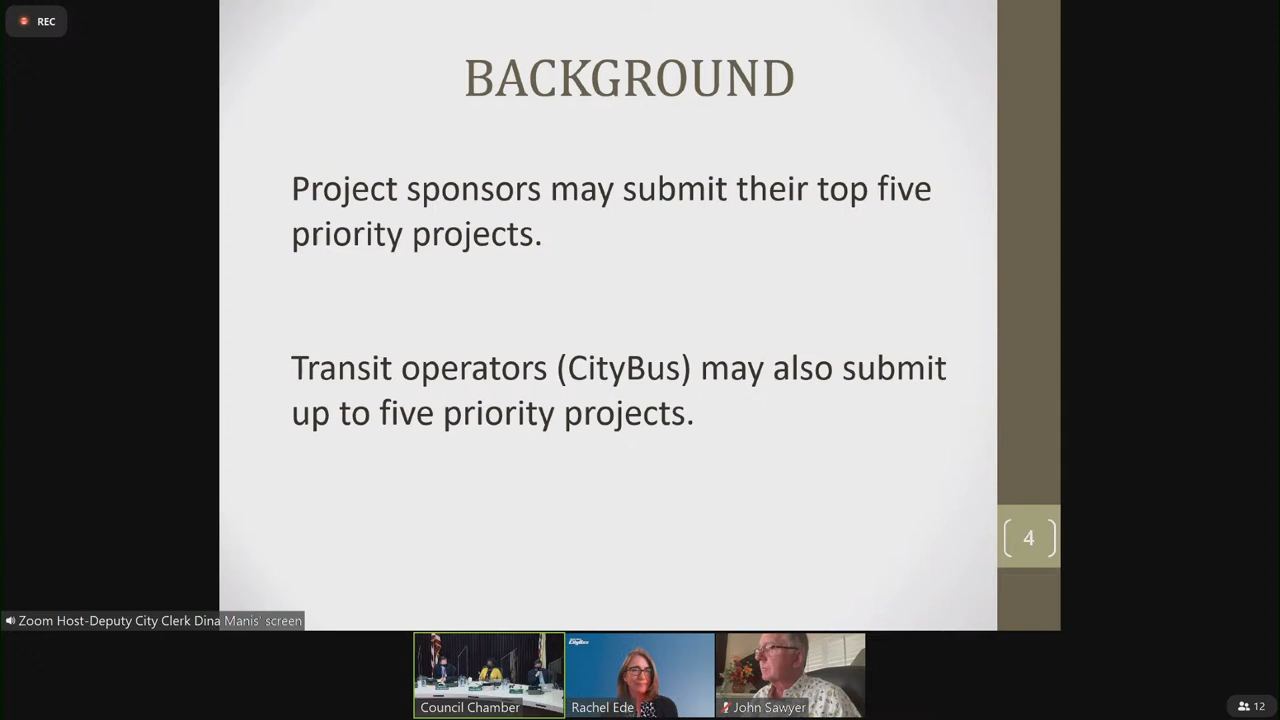 REC
BACKGROUND
Project sponsors may submit their top five
priority projects.
Transit operators (CityBus) may also submit
up to five priority projects.
4
Zoom Host-Deputy City Clerk Dina Manis' screen
CityBus
Council Chamber
Rachel Ede
John Sawyer
12